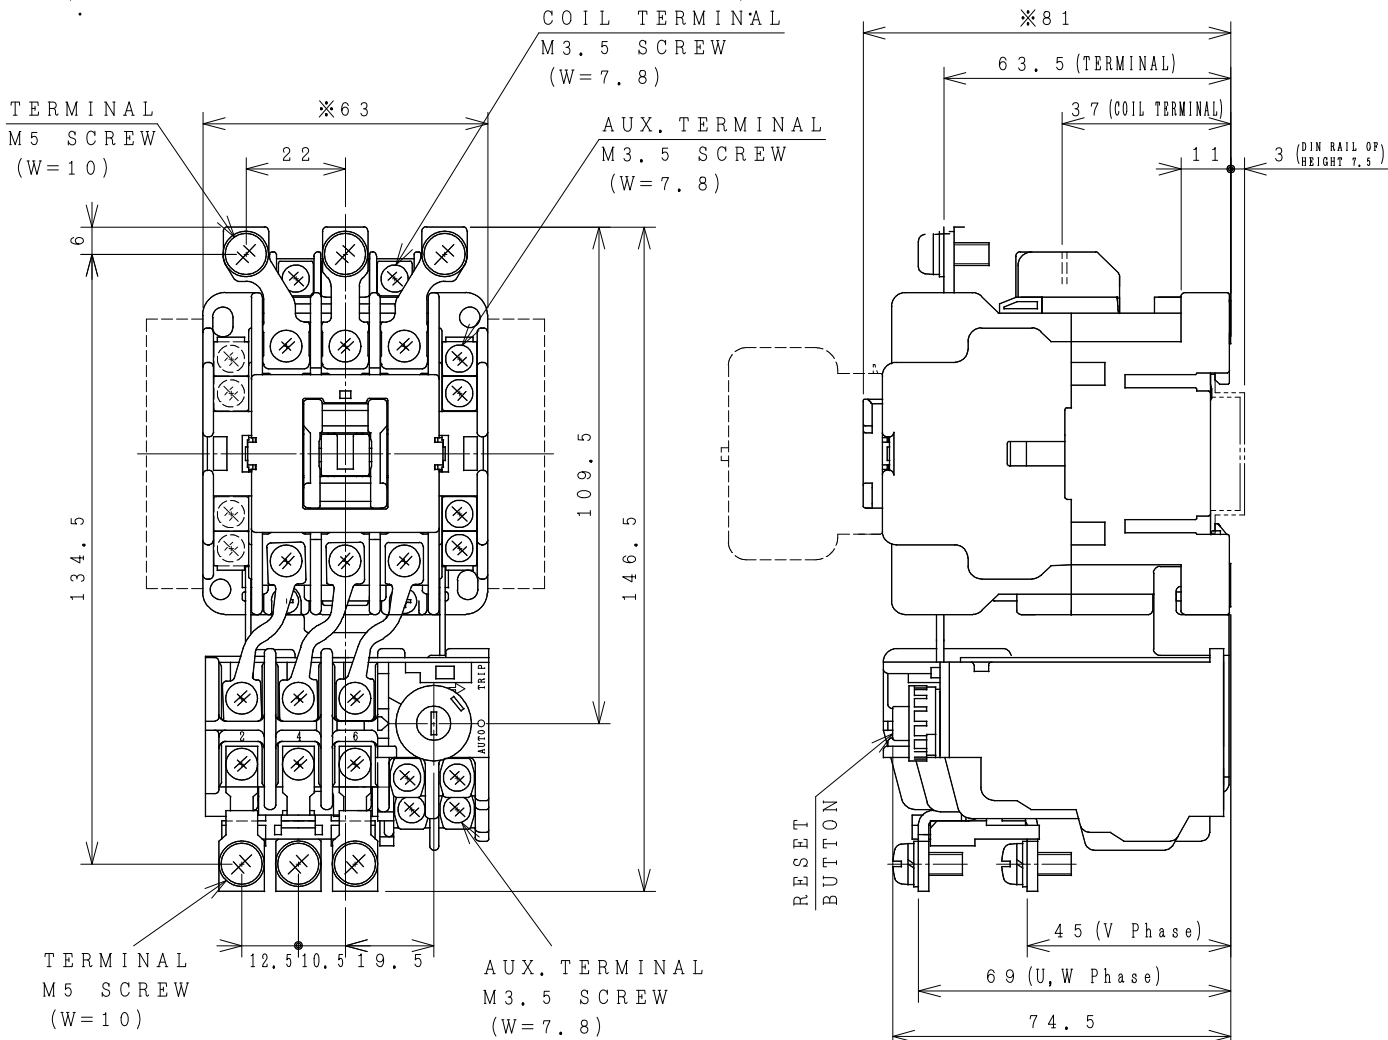 COIL TERMINAL
M3.5 SCREW
(W=7.8)
※81
63.5 (TERMINAL)
37 (COIL TERMINAL)
11
3 (DIN RAIL OF
HEIGHT 7.5)
TERMINAL
M5 SCREW
(W=10)
※63
22
AUX. TERMINAL
M3.5 SCREW
(W=7.8)
6
134.5
109.5
146.5
TRIP
AUTO
2
4
6
RESET
BUTTON
12.5
10.5
19.5
TERMINAL
M5 SCREW
(W=10)
AUX. TERMINAL
M3.5 SCREW
(W=7.8)
45 (V Phase)
69 (U,W Phase)
74.5